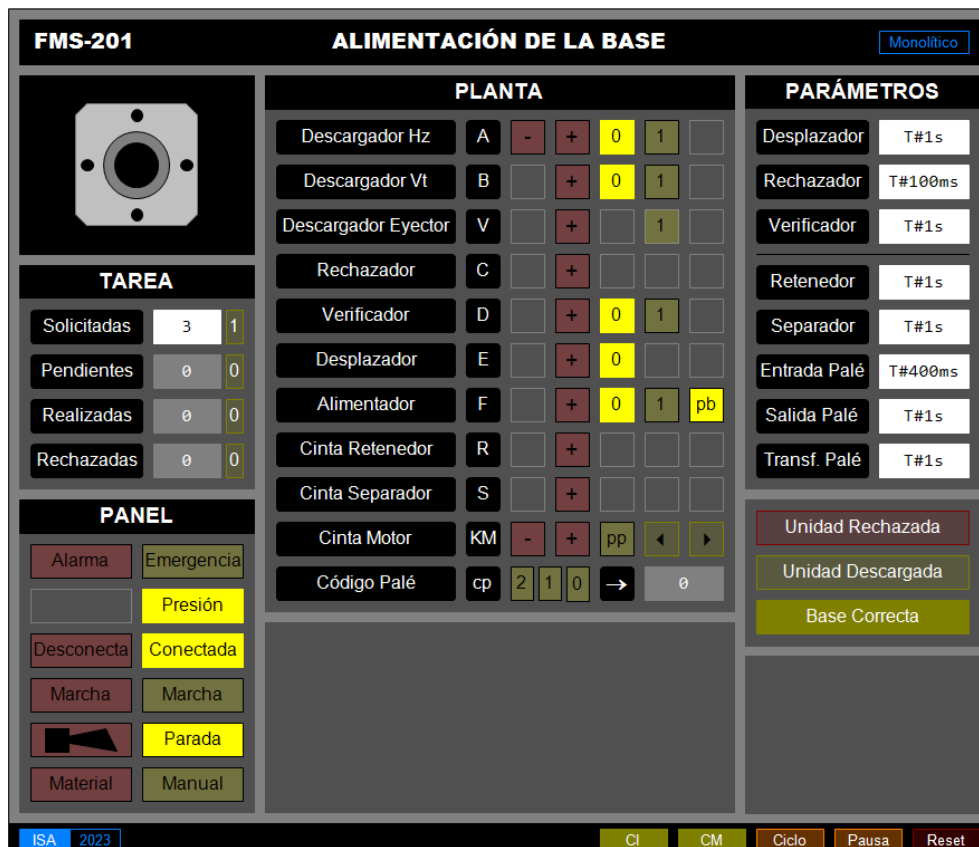 FMS-201 ALIMENTACIÓN DE LA BASE Monolítico
TAREA
Solicitadas 3 1
Pendientes 0 0
Realizadas 0 0
Rechazadas 0 0
PANEL
Alarma Emergencia
Presión
Desconecta Conectada
Marcha Marcha
Parada
Material Manual
PLANTA
Descargador Hz A - + 0 1
Descargador Vt B + 0 1
Descargador Eyector V + 1
Rechazador C +
Verificador D + 0 1
Desplazador E + 0
Alimentador F + 0 1 pb
Cinta Retenedor R +
Cinta Separador S +
Cinta Motor KM - + pp
Código Palé cp 2 1 0 → 0
PARÁMETROS
Desplazador T#1s
Rechazador T#100ms
Verificador T#1s
Retenedor T#1s
Separador T#1s
Entrada Palé T#400ms
Salida Palé T#1s
Transf. Palé T#1s
Unidad Rechazada
Unidad Descargada
Base Correcta
ISA 2023 CI CM Ciclo Pausa Reset